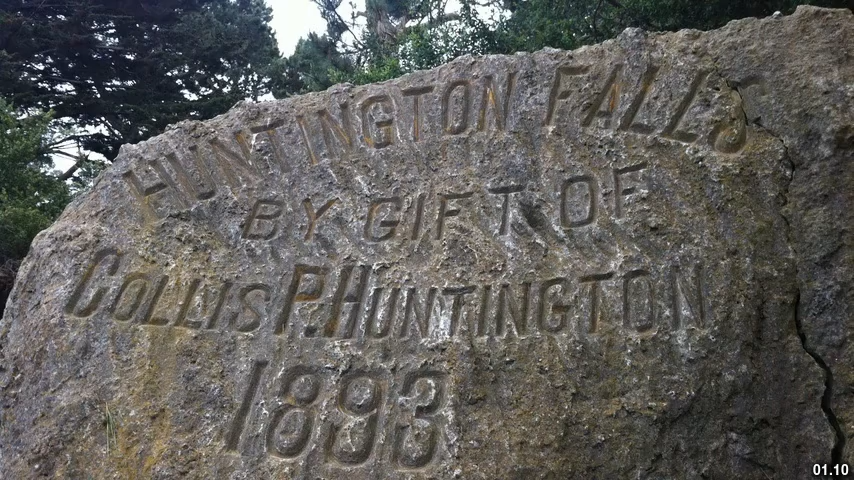 HUNTINGTON FALLS
BY GIFT OF
COLLIS P. HUNTINGTON
1893
01.10